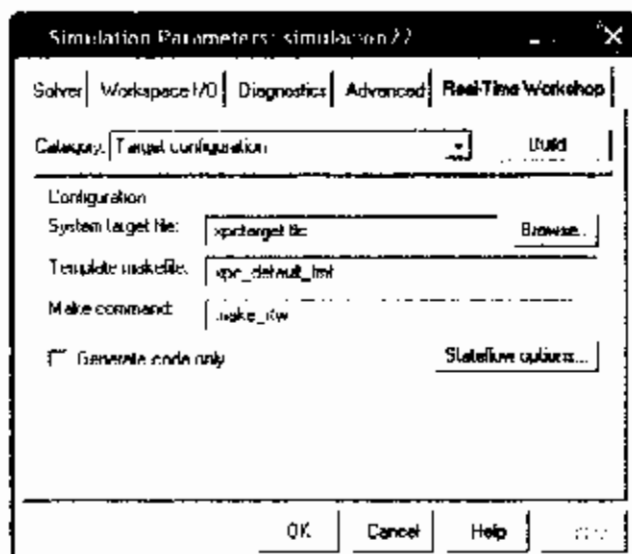 Simulation Parameters: simulacion22
Solver Workspace I/O Diagnostics Advanced Real-Time Workshop
Category: Target configuration Build
Configuration
System target file: xpctarget.tlc Browse...
Template makefile: xpc_default_tmf
Make command: make_rtw
Generate code only Stateflow options...
OK Cancel Help